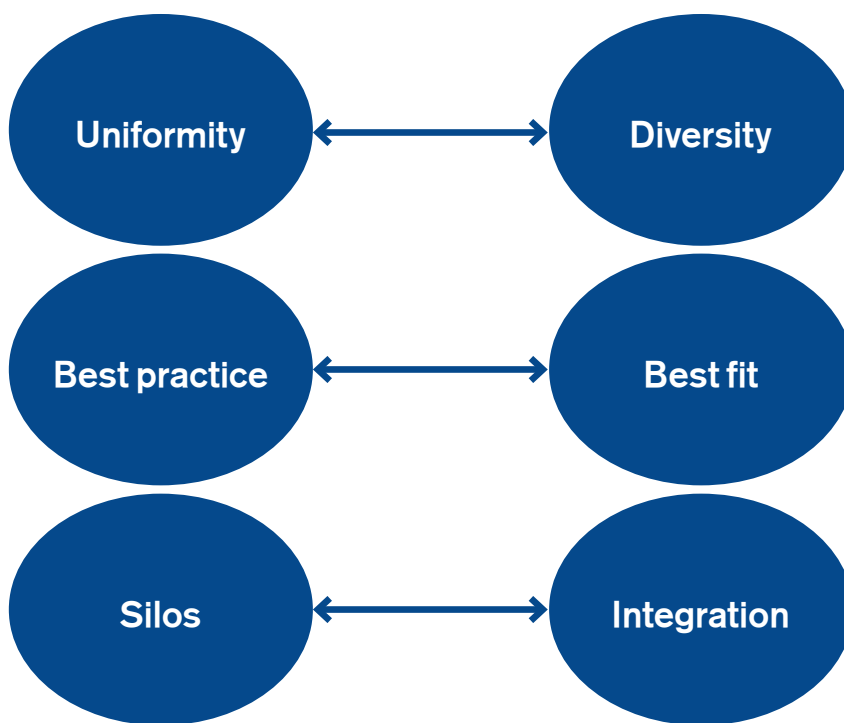 Uniformity
Diversity
Best practice
Best fit
Silos
Integration